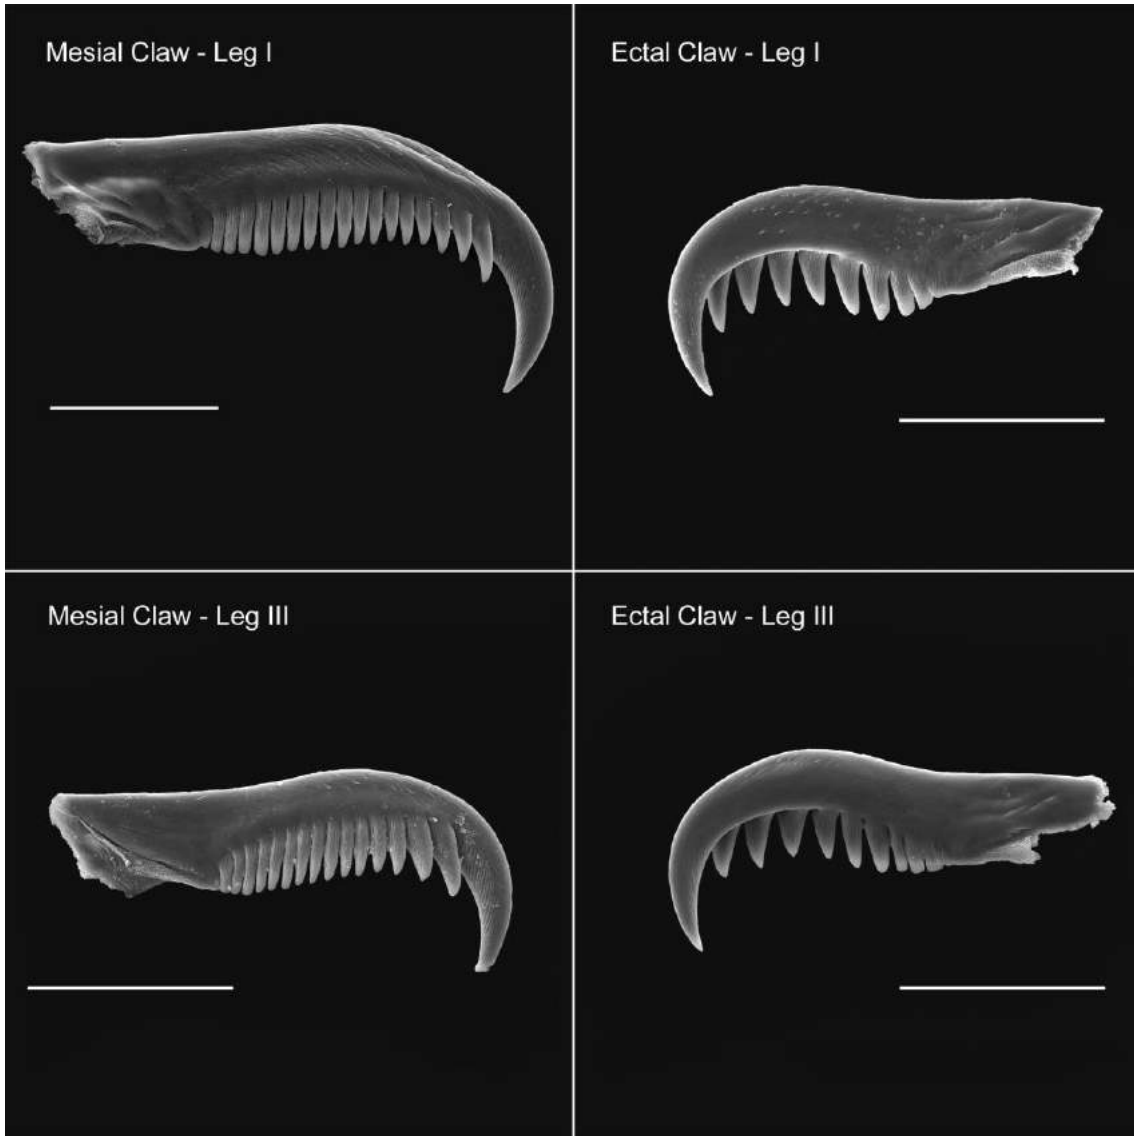 Mesial Claw - Leg I
Ectal Claw - Leg I
Mesial Claw - Leg III
Ectal Claw - Leg III